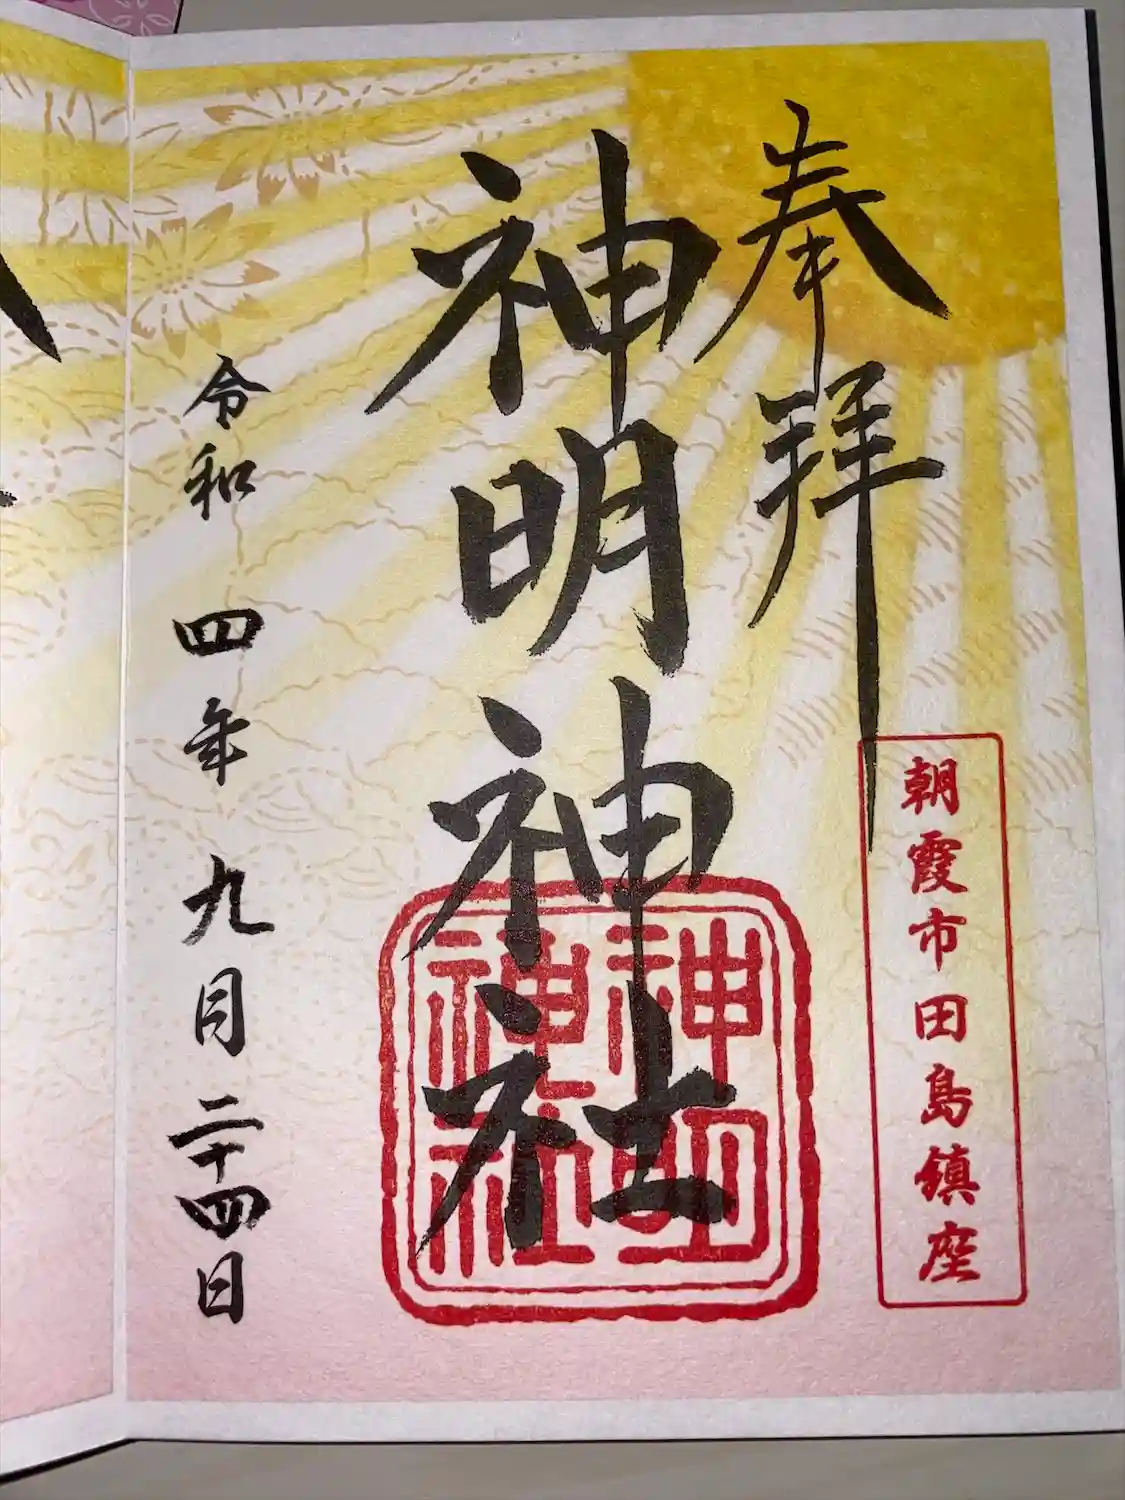 奉拝
朝霞市田島鎮座
神明神社
神明
神社
令和四年九月二十四日